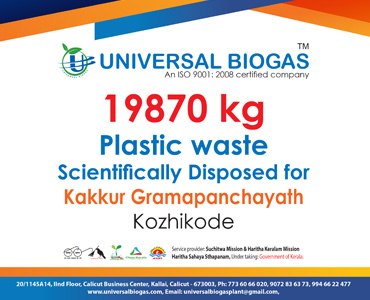 UNIVERSAL BIOGAS TM
An ISO 9001: 2008 certified company
19870 kg
Plastic waste
Scientifically Disposed for
Kakkur Gramapanchayath
Kozhikode
Service provider: Suchitwa Mission & Haritha Keralam Mission
Haritha Sahaya Sthapanam, Under taking: Government of Kerala.
20/1145A14, IInd Floor, Calicut Business Center, Kallai, Calicut - 673003, Ph: 773 60 66 020, 9072 83 63 73, 994 66 22 477
www.universalbiogas.com, Email: universalbiogasplant@gmail.com,